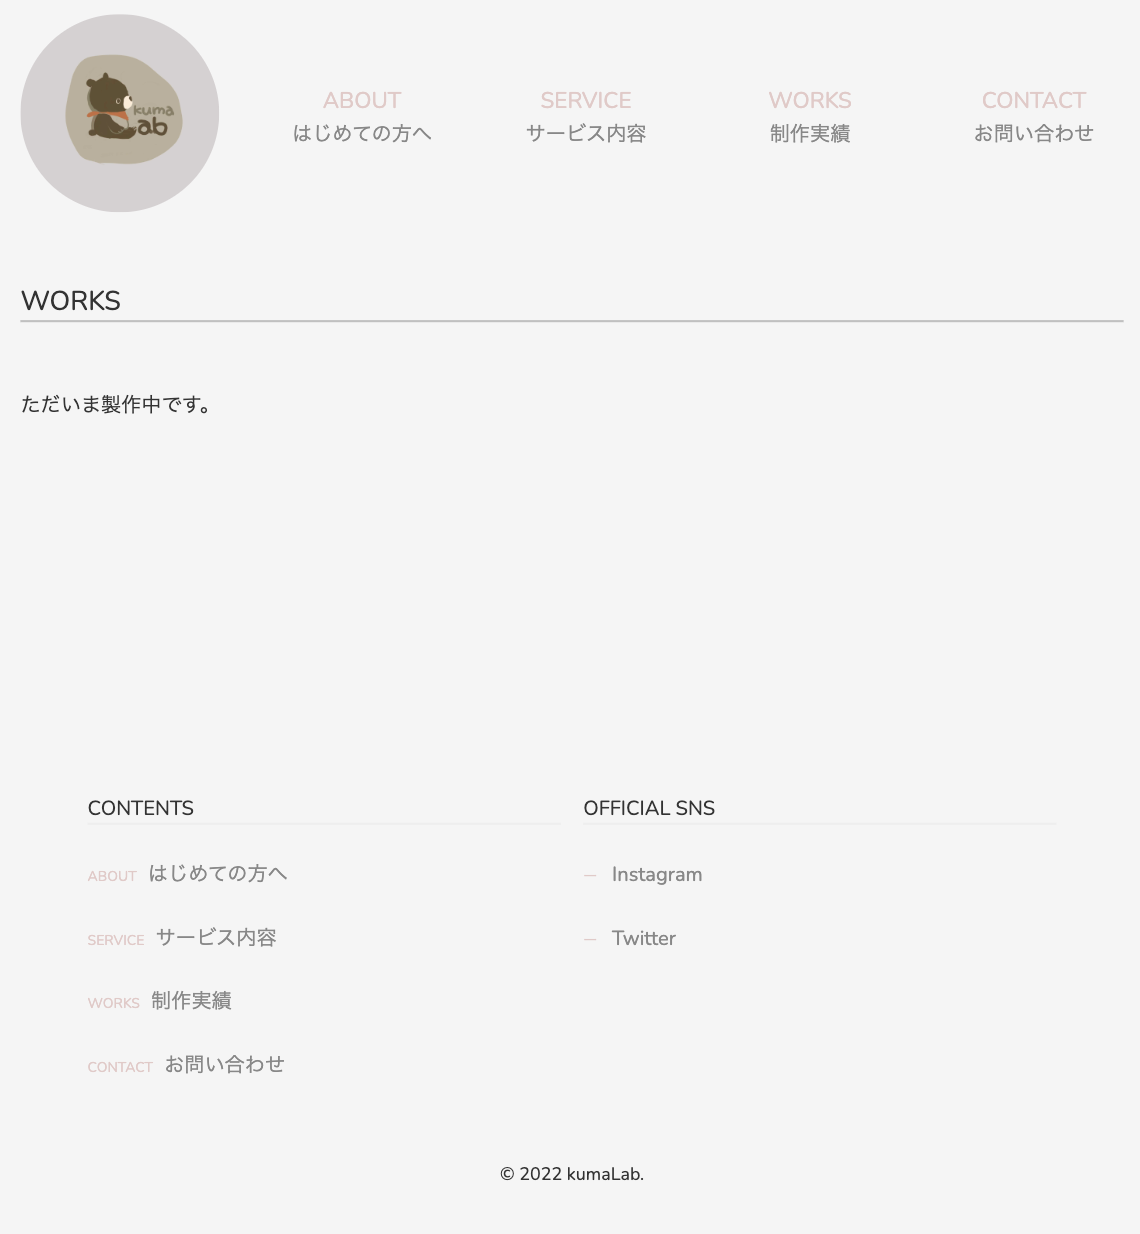 kuma
Lab
ABOUT
はじめての方へ
SERVICE
サービス内容
WORKS
制作実績
CONTACT
お問い合わせ
WORKS
ただいま製作中です。
CONTENTS
ABOUT はじめての方へ
SERVICE サービス内容
WORKS 制作実績
CONTACT お問い合わせ
OFFICIAL SNS
— Instagram
— Twitter
© 2022 kumaLab.